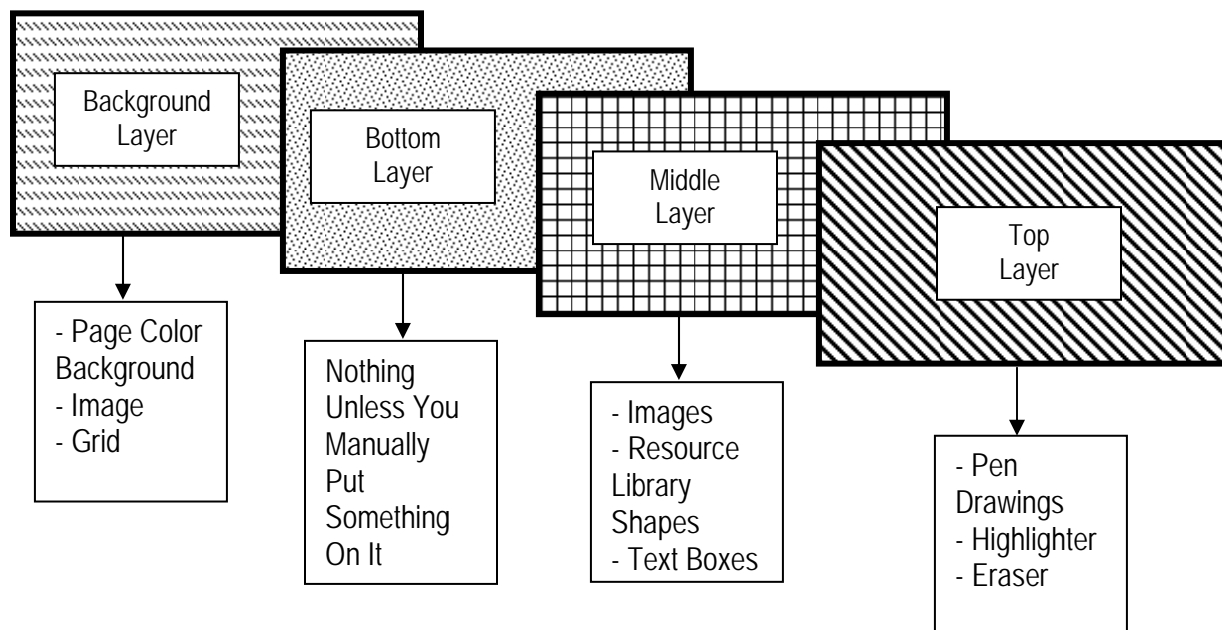 Background
Layer
Bottom
Layer
Middle
Layer
Top
Layer
- Page Color
Background
- Image
- Grid
Nothing
Unless You
Manually
Put
Something
On It
- Images
- Resource
Library
Shapes
- Text Boxes
- Pen
Drawings
- Highlighter
- Eraser